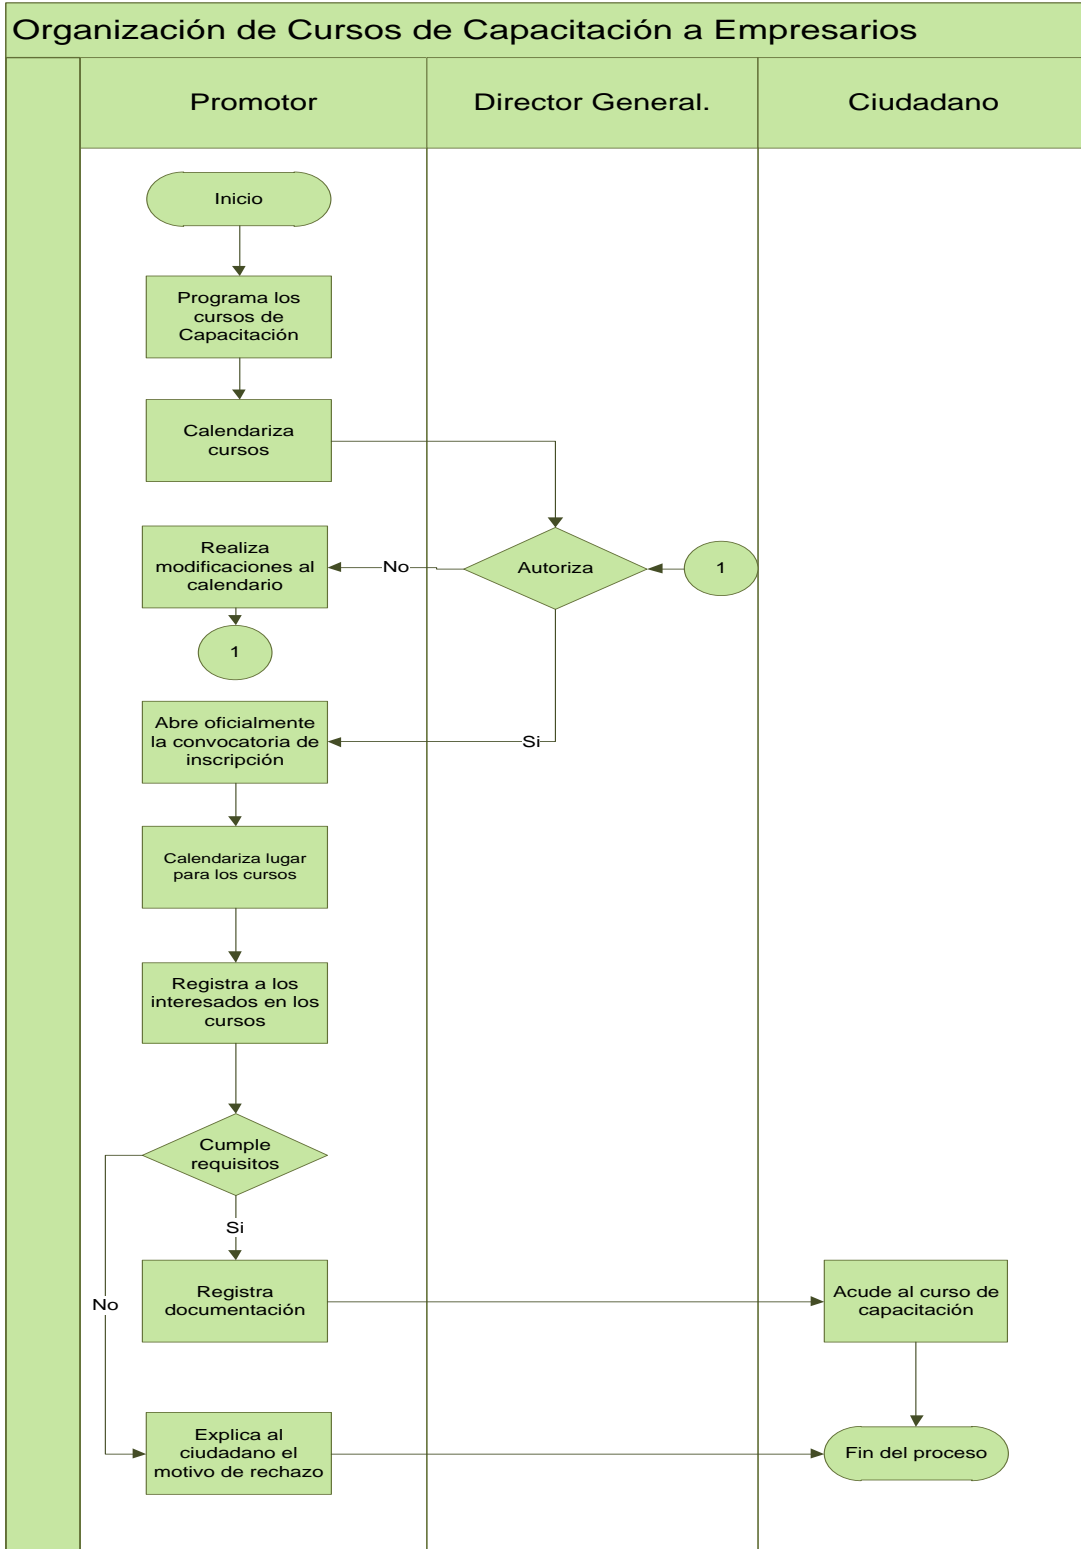 Organización de Cursos de Capacitación a Empresarios
Promotor
Director General.
Ciudadano
Inicio
Programa los
cursos de
Capacitación
Calendariza
cursos
Realiza
modificaciones al
calendario
No
Autoriza
1
1
Abre oficialmente
la convocatoria de
inscripción
Si
Calendariza lugar
para los cursos
Registra a los
interesados en los
cursos
Cumple
requisitos
Si
No
Registra
documentación
Acude al curso de
capacitación
Explica al
ciudadano el
motivo de rechazo
Fin del proceso